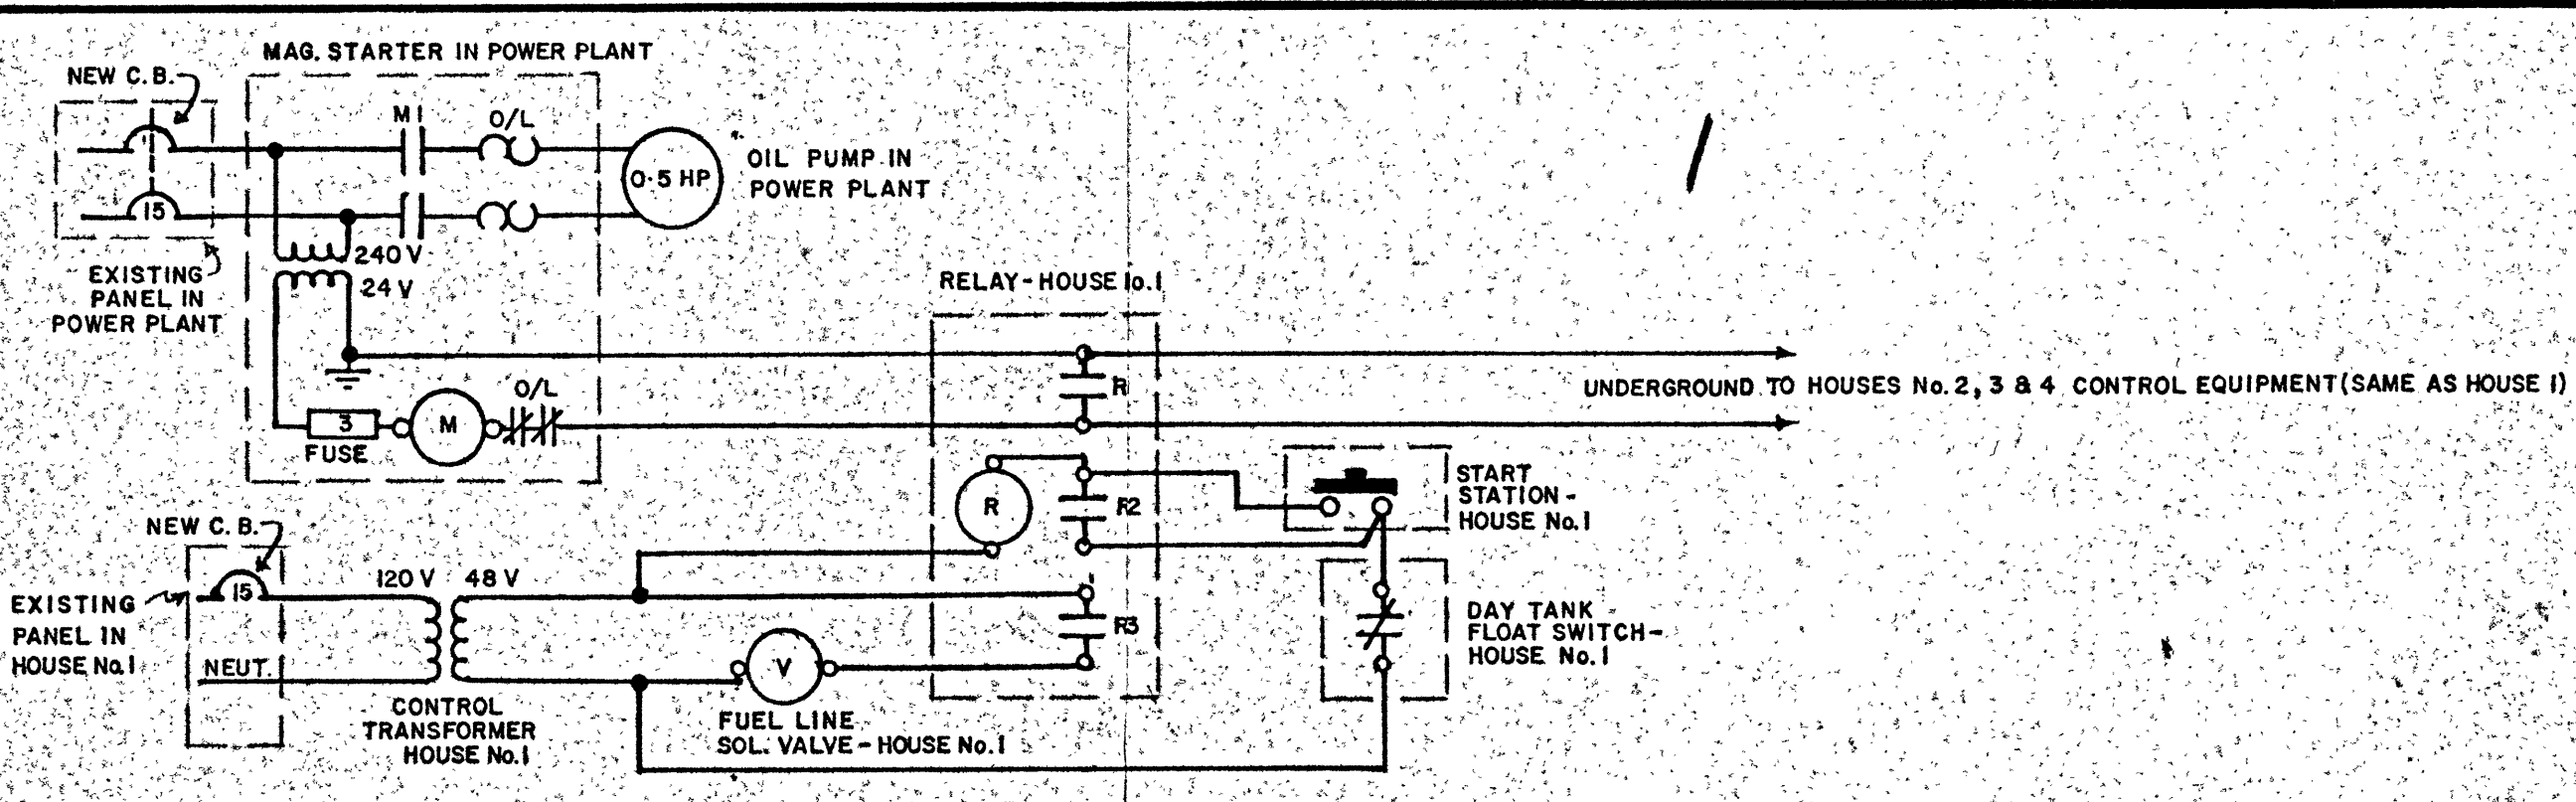 MAG. STARTER IN POWER PLANT
NEW C.B.
M1
O/L
15
0.5 HP
OIL PUMP IN
POWER PLANT
240 V
24 V
EXISTING
PANEL IN
POWER PLANT
RELAY-HOUSE No.1
R
UNDERGROUND TO HOUSES No. 2, 3 & 4 CONTROL EQUIPMENT (SAME AS HOUSE 1)
O/L
3
M
FUSE
START
STATION-
HOUSE No.1
R
R2
NEW C.B.
15
120 V 48 V
EXISTING
PANEL IN
HOUSE No.1
NEUT.
V
R3
DAY TANK
FLOAT SWITCH-
HOUSE No.1
CONTROL
TRANSFORMER
HOUSE No.1
FUEL LINE
SOL. VALVE-HOUSE No.1